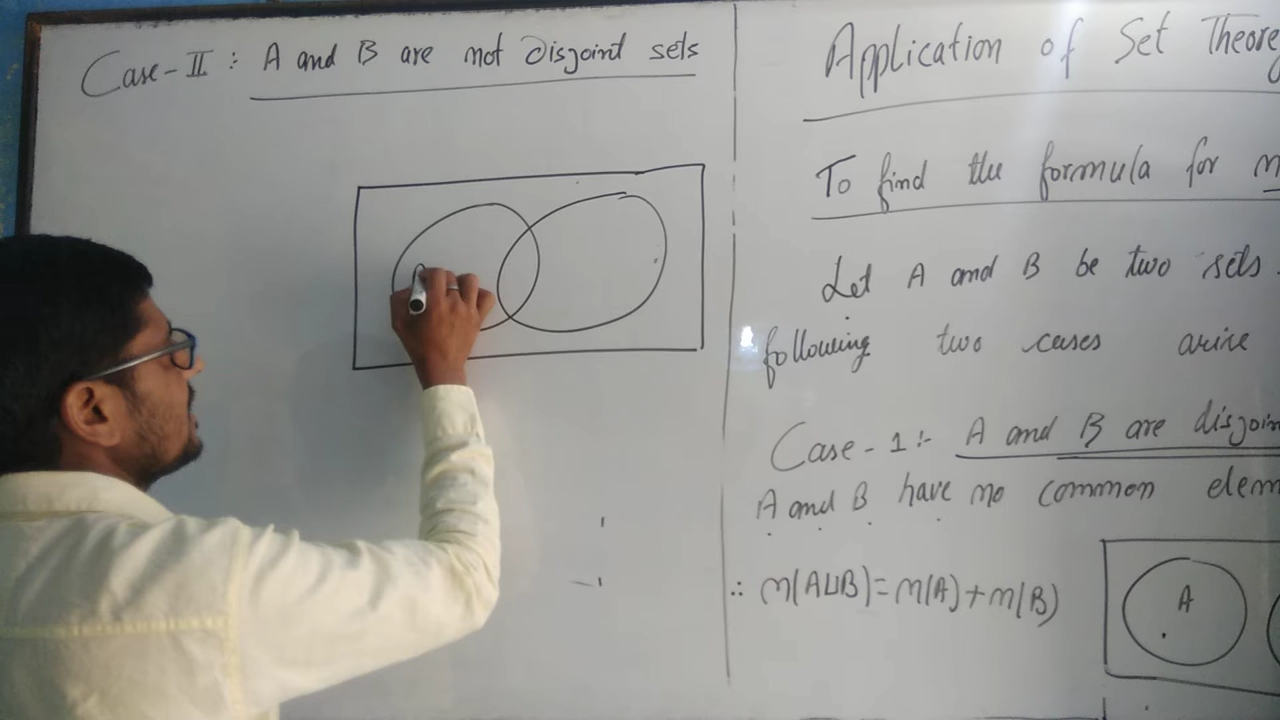 Case-II : A and B are not Disjoint sets
Application of Set Theore
To find the formula for n
Let A and B be two sets.
following two cases arise
Case-1:- A and B are disjoin
A and B have no common elem
∴ n(A∪B)=n(A)+n(B)
A